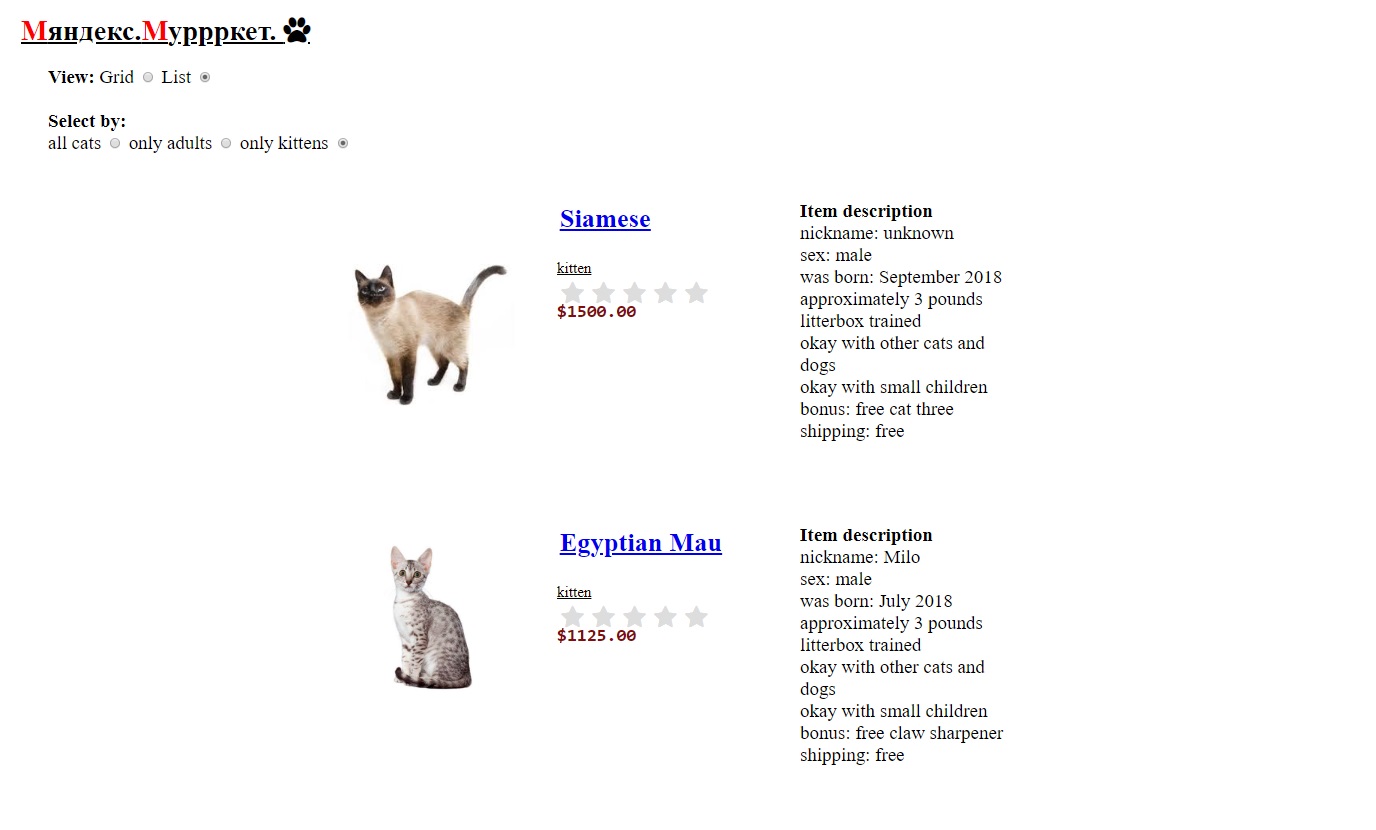 Мяндекс.Мурррркет.
View: Grid List
Select by:
all cats only adults only kittens
Siamese
kitten
$1500.00
Item description
nickname: unknown
sex: male
was born: September 2018
approximately 3 pounds
litterbox trained
okay with other cats and
dogs
okay with small children
bonus: free cat three
shipping: free
Egyptian Mau
kitten
$1125.00
Item description
nickname: Milo
sex: male
was born: July 2018
approximately 3 pounds
litterbox trained
okay with other cats and
dogs
okay with small children
bonus: free claw sharpener
shipping: free